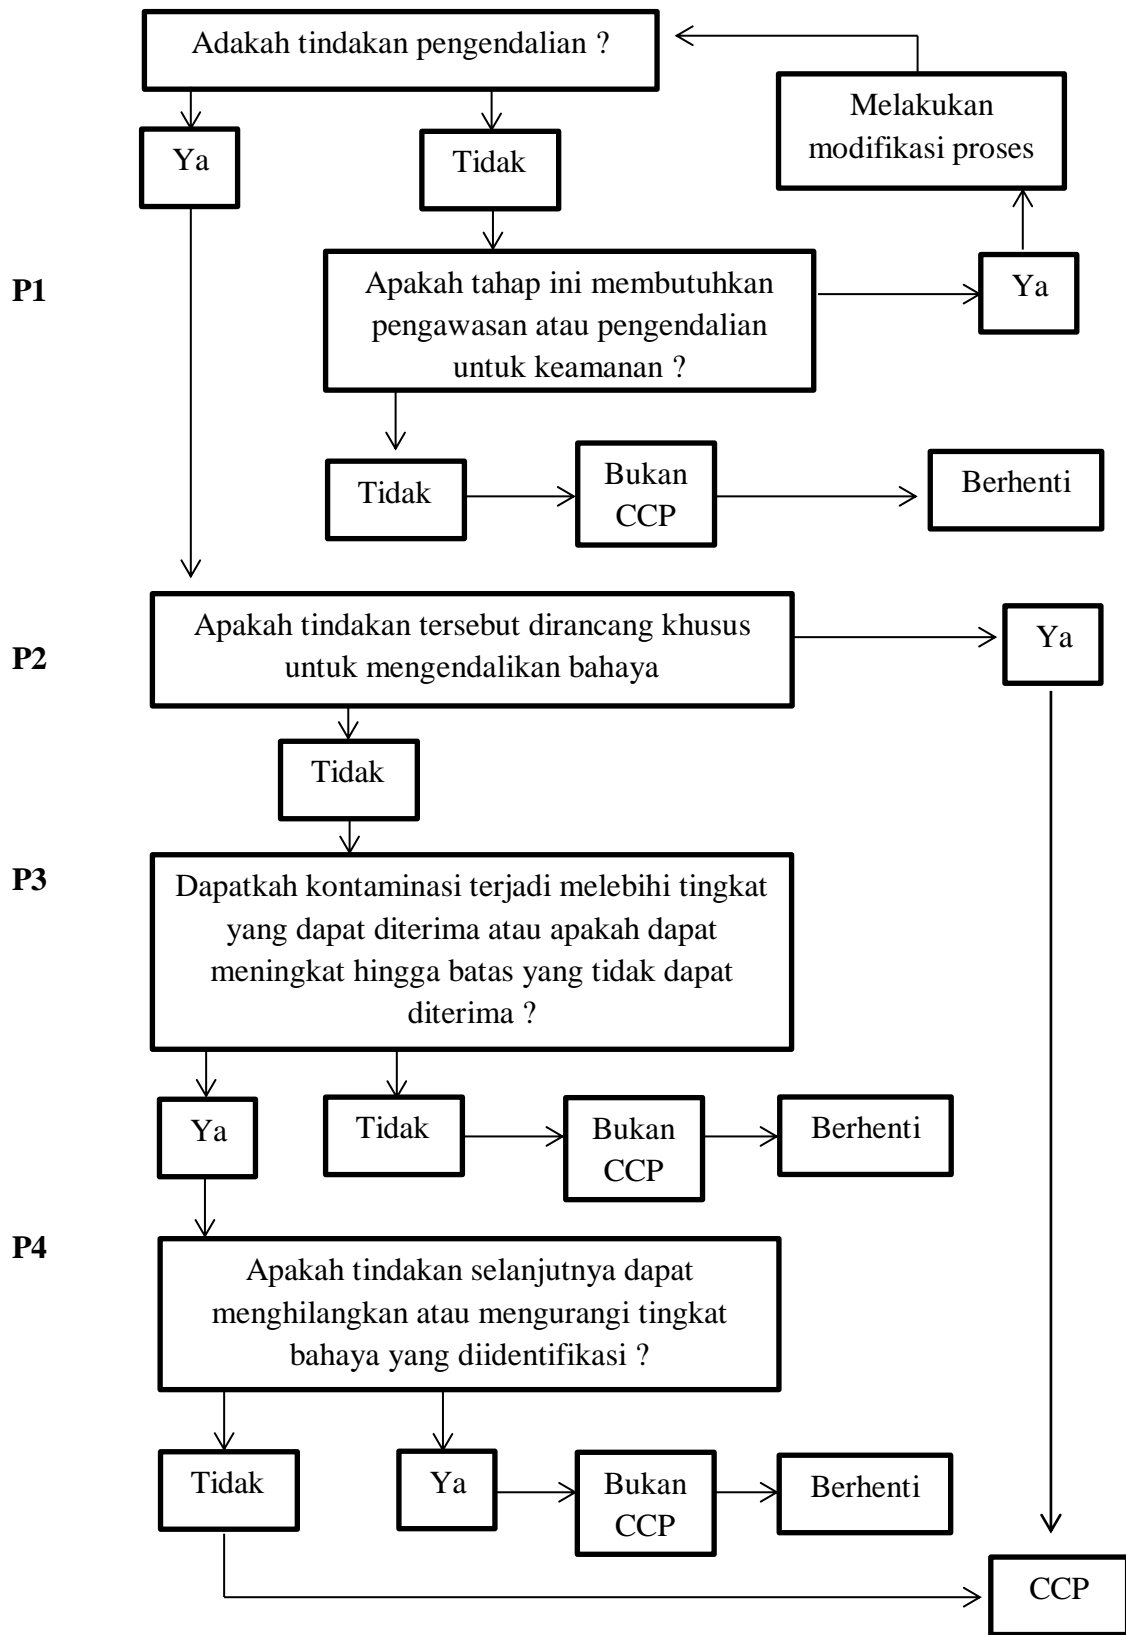 Adakah tindakan pengendalian ?
Melakukan
modifikasi proses
Ya
Tidak
P1
Apakah tahap ini membutuhkan
pengawasan atau pengendalian
untuk keamanan ?
Ya
Tidak
Bukan
CCP
Berhenti
P2
Apakah tindakan tersebut dirancang khusus
untuk mengendalikan bahaya
Ya
Tidak
P3
Dapatkah kontaminasi terjadi melebihi tingkat
yang dapat diterima atau apakah dapat
meningkat hingga batas yang tidak dapat
diterima ?
Ya
Tidak
Bukan
CCP
Berhenti
P4
Apakah tindakan selanjutnya dapat
menghilangkan atau mengurangi tingkat
bahaya yang diidentifikasi ?
Tidak
Ya
Bukan
CCP
Berhenti
CCP